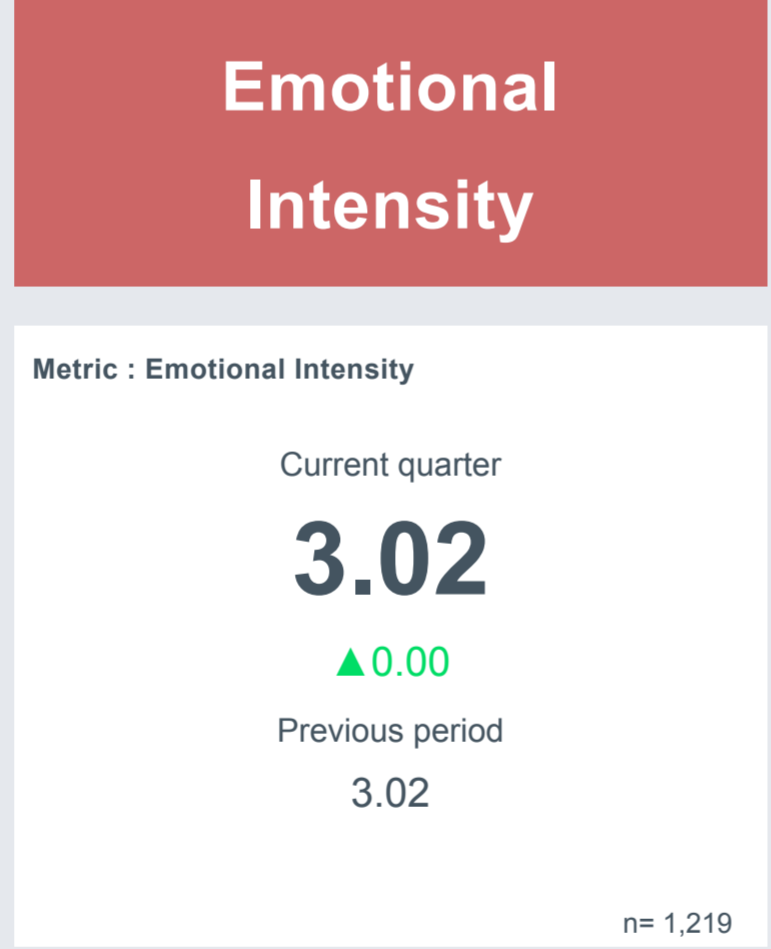 Emotional
Intensity
Metric : Emotional Intensity
Current quarter
3.02
▲0.00
Previous period
3.02
n= 1,219